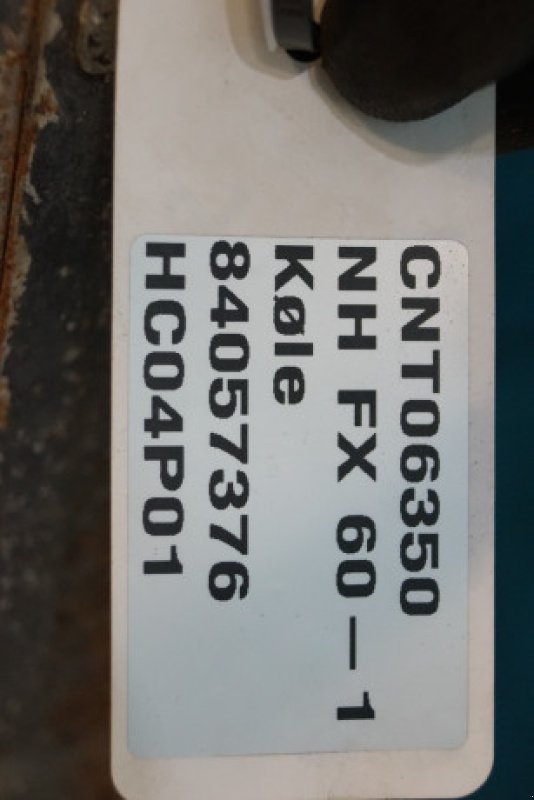 CNT06350
NH FX 60-1
Køle
84057376
HC04P01